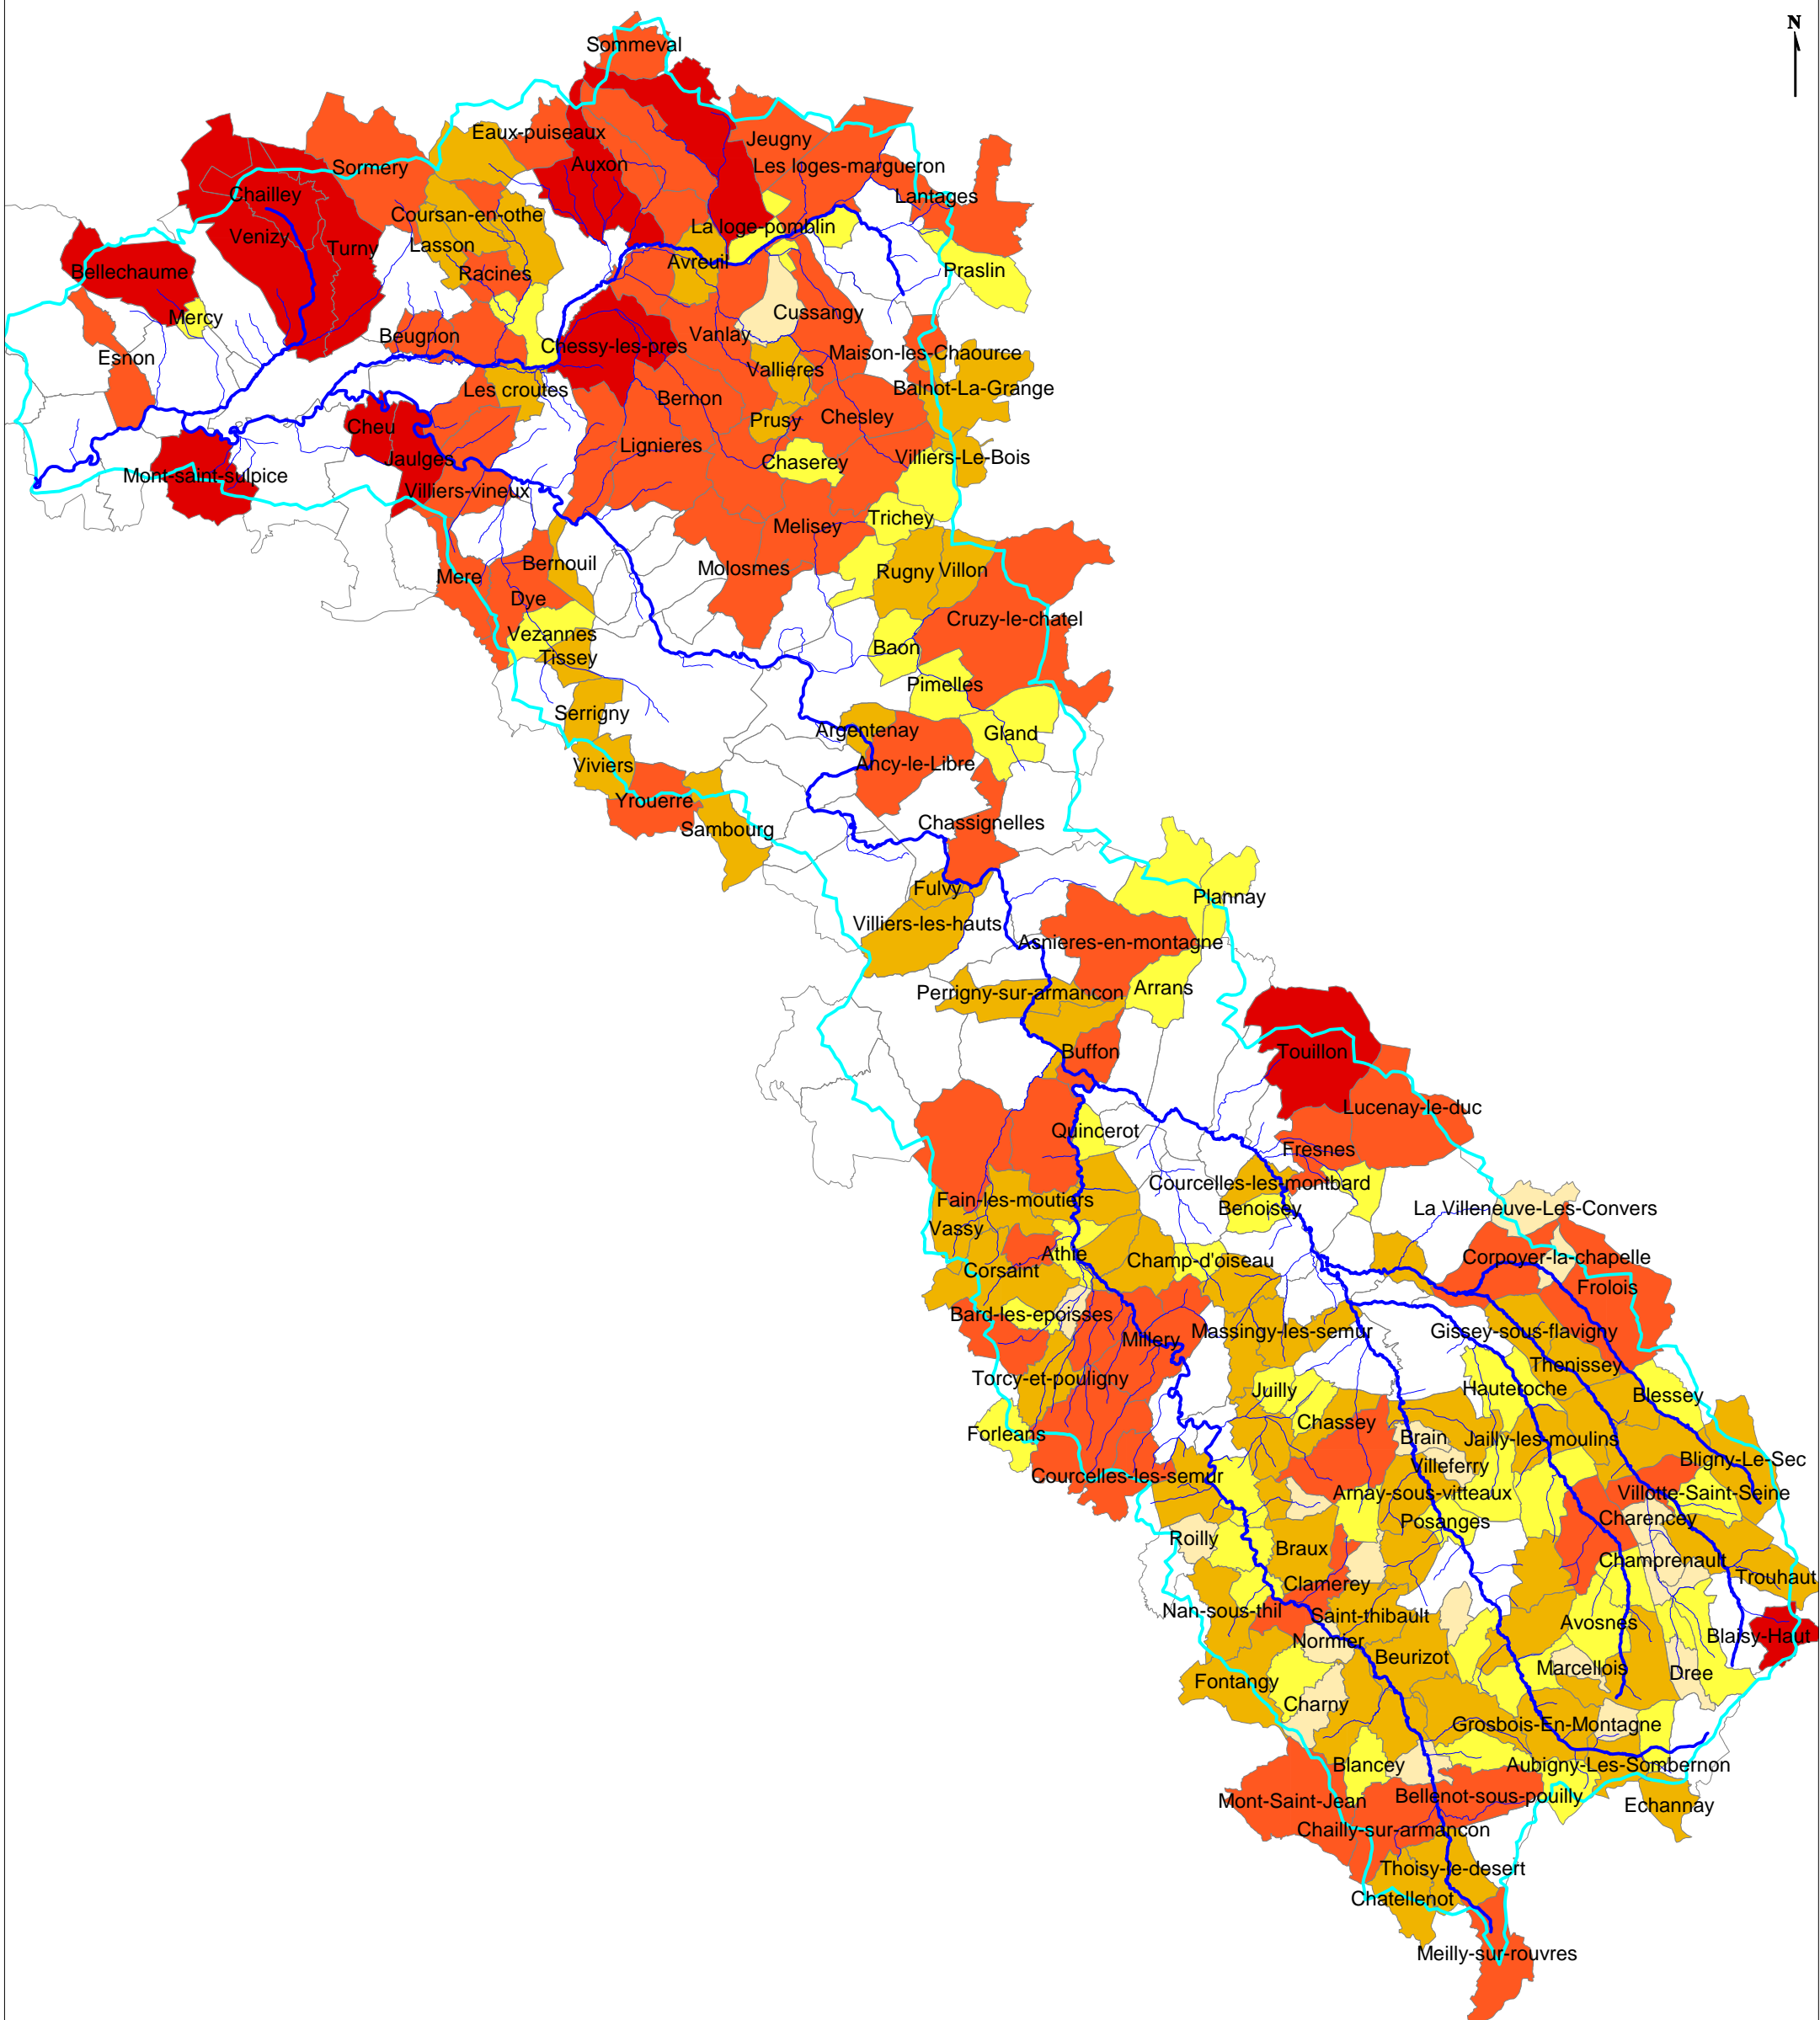 N
Sommeval
Eaux-puiseaux
Jeugny
Auxon
Les loges-margueron
Sormery
Chailley
Lantages
Coursan-en-othe
La loge-pomblin
Venizy
Lasson
Turny
Avreuil
Praslin
Bellechaume
Racines
Cussangy
Mercy
Vanlay
Beugnon
Chessy-les-pres
Maison-les-Chaource
Esnon
Vallieres
Balnot-La-Grange
Les croutes
Bernon
Prusy
Chesley
Cheu
Lignieres
Jaulges
Chaserey
Villiers-Le-Bois
Mont-saint-sulpice
Villiers-vineux
Trichey
Melisey
Bernouil
Molosmes
Rugny
Villon
Mere
Dye
Cruzy-le-chatel
Vezannes
Baon
Tissey
Pimelles
Serrigny
Argentenay
Gland
Viviers
Ancy-le-Libre
Yrouerre
Chassignelles
Sambourg
Fulvy
Plannay
Villiers-les-hauts
Asnieres-en-montagne
Perrigny-sur-armancon
Arrans
Buffon
Touillon
Lucenay-le-duc
Quincerot
Fresnes
Courcelles-les-montbard
Fain-les-moutiers
Benoisey
La Villeneuve-Les-Convers
Vassy
Athie
Champ-d'oiseau
Corpoyer-la-chapelle
Corsaint
Frolois
Bard-les-epoisses
Millery
Massingy-les-semur
Gissey-sous-flavigny
Thenissey
Torcy-et-pouligny
Juilly
Hauteroche
Blessey
Chassey
Forleans
Brain
Jailly-les-moulins
Villeferry
Bligny-Le-Sec
Courcelles-les-semur
Arnay-sous-vitteaux
Villotte-Saint-Seine
Posanges
Charencey
Roilly
Braux
Champrenault
Clamerey
Trouhaut
Nan-sous-thil
Saint-thibault
Avosnes
Normier
Blaisy-Haut
Beurizot
Marcellois
Dree
Fontangy
Charny
Grosbois-En-Montagne
Blancey
Aubigny-Les-Sombernon
Mont-Saint-Jean
Bellenot-sous-pouilly
Echannay
Chailly-sur-armancon
Thoisy-le-desert
Chatellenot
Meilly-sur-rouvres